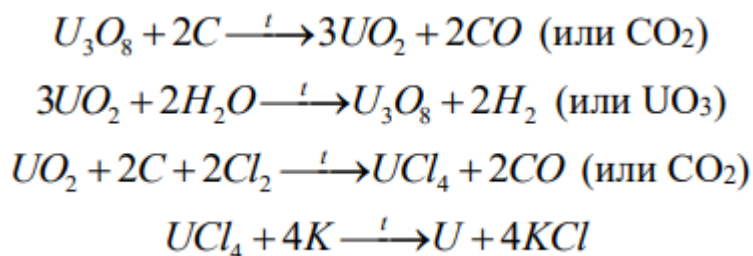 U₃O₈ + 2C —t→ 3UO₂ + 2CO (или CO₂)
3UO₂ + 2H₂O —t→ U₃O₈ + 2H₂ (или UO₃)
UO₂ + 2C + 2Cl₂ —t→ UCl₄ + 2CO (или CO₂)
UCl₄ + 4K —t→ U + 4KCl